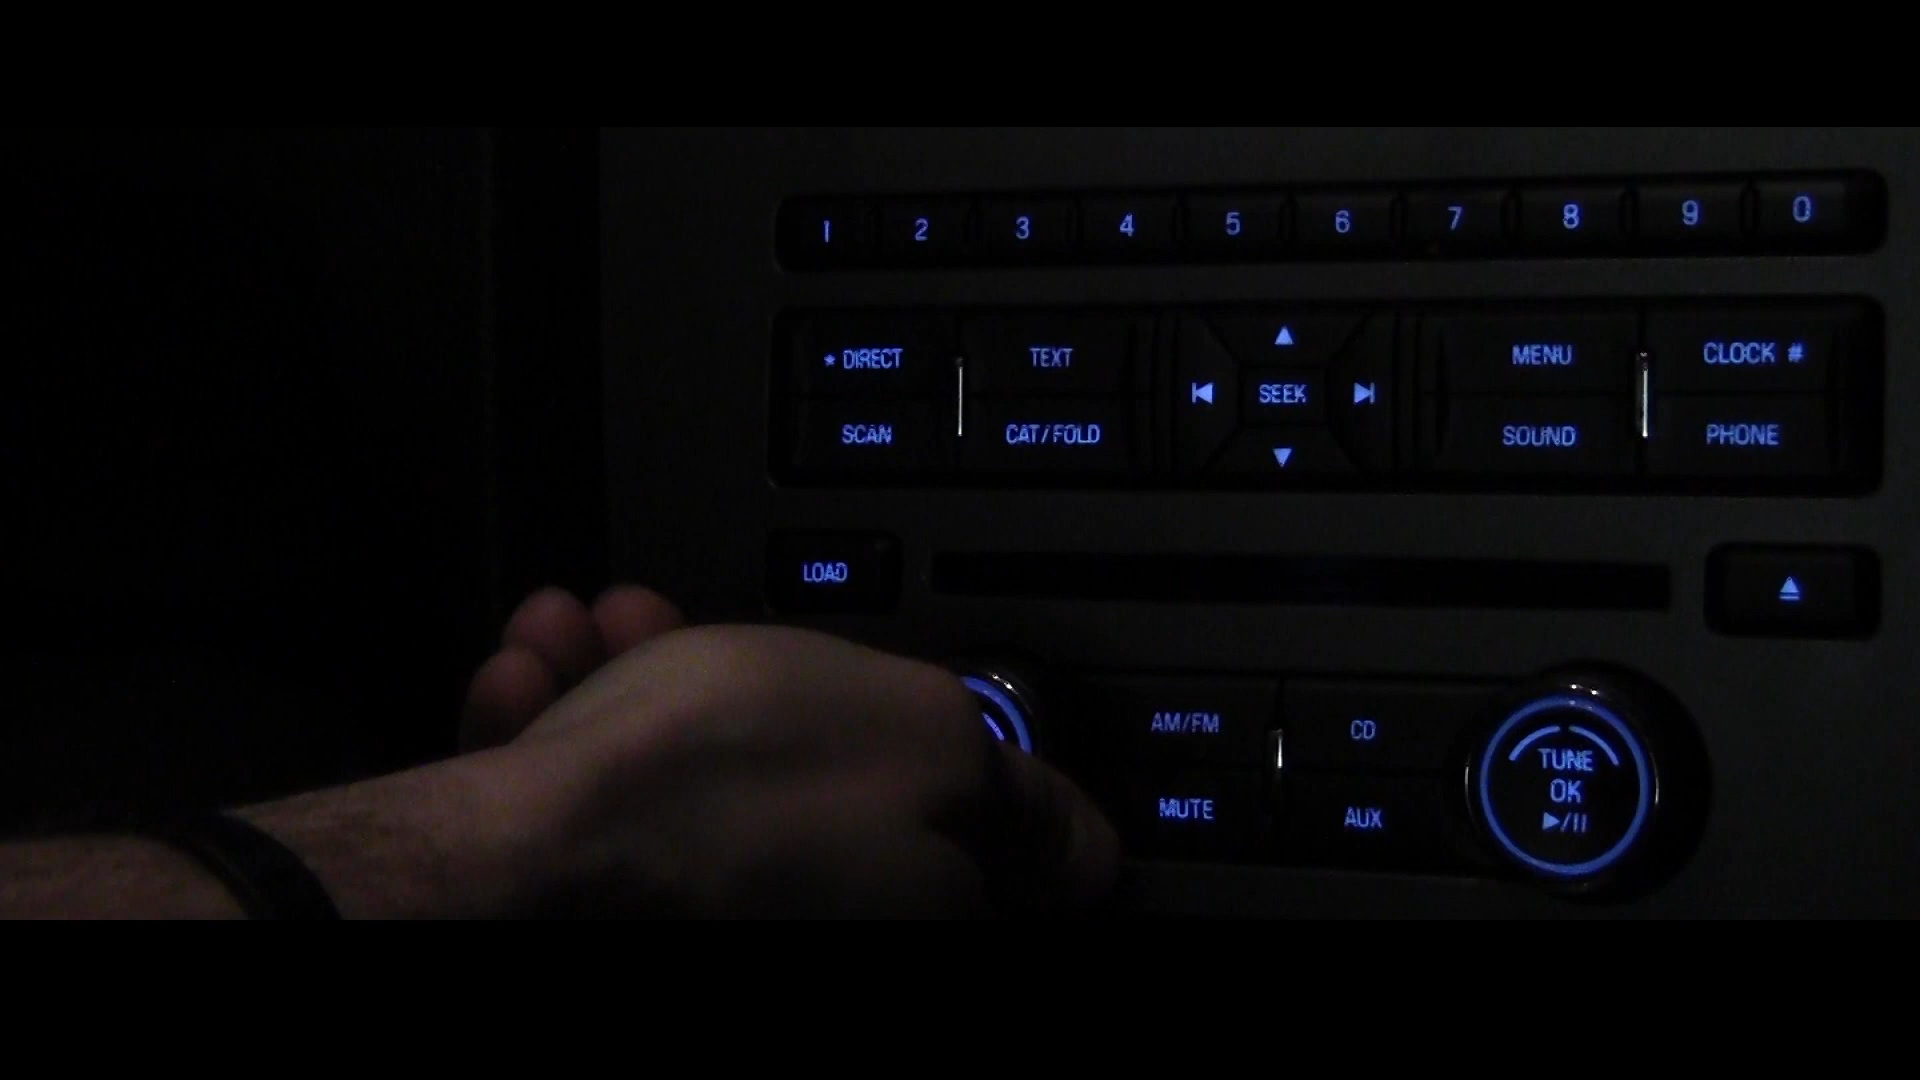 1 2 3 4 5 6 7 8 9 0
* DIRECT TEXT MENU CLOCK #
SEEK
SCAN CAT/FOLD SOUND PHONE
LOAD
AM/FM CD
TUNE
OK
MUTE AUX